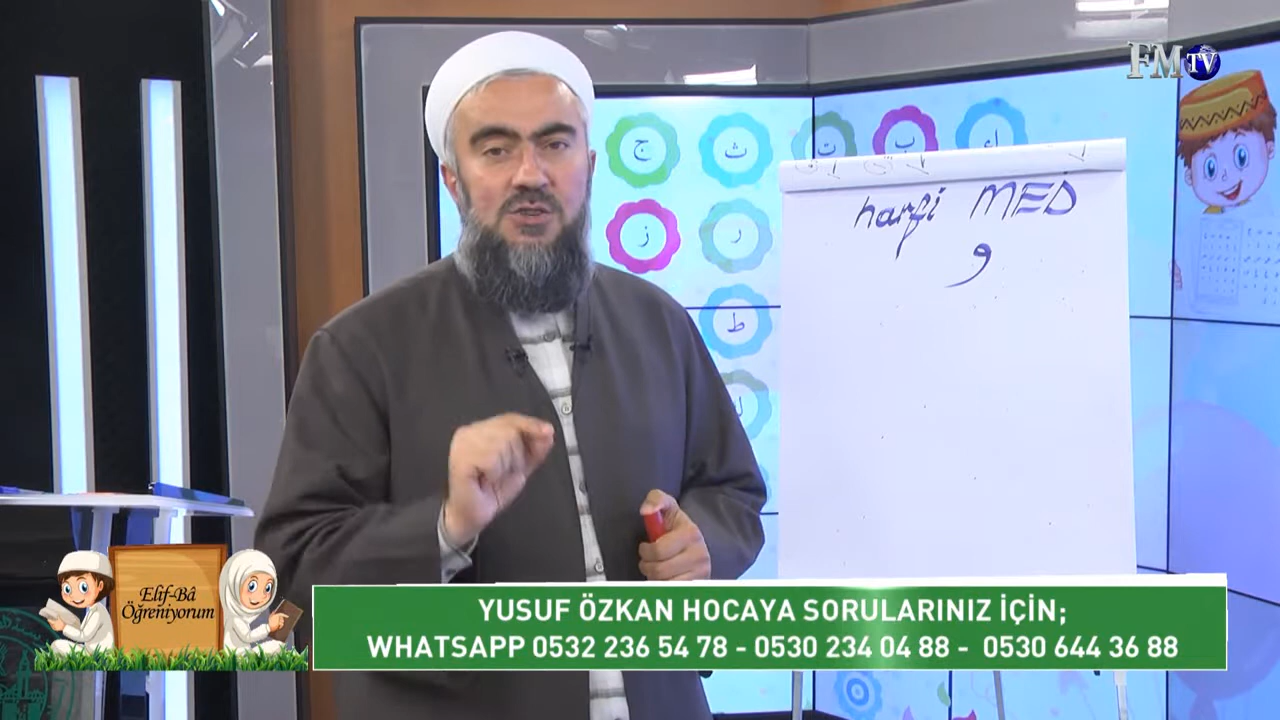 FM TV
ج ث ت ب
harfi MED
ز ر
و
ط
Elif-Bâ
Öğreniyorum
YUSUF ÖZKAN HOCAYA SORULARINIZ İÇİN;
WHATSAPP 0532 236 54 78 - 0530 234 04 88 - 0530 644 36 88